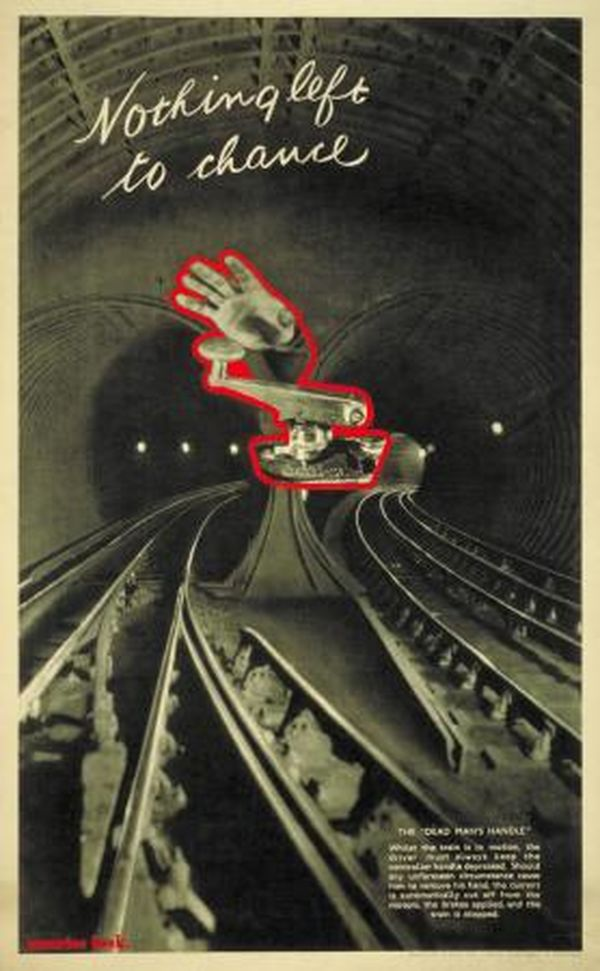 Nothing left
to chance
THE "DEAD MAN'S HANDLE"
Whilst the train is in motion, the
driver must always keep the
controller handle depressed. Should
any unforeseen circumstance cause
him to remove his hand, the current
is automatically cut off from the
motors, the brakes applied, and the
train is stopped.